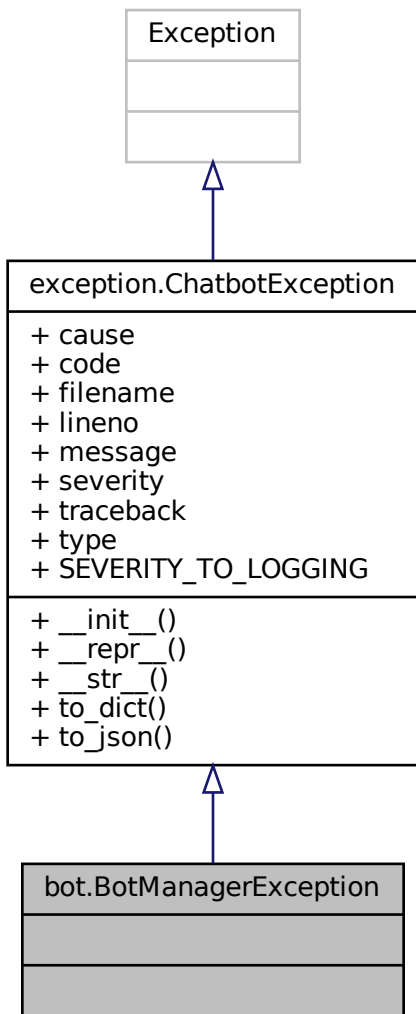 Exception
exception.ChatbotException
+ cause
+ code
+ filename
+ lineno
+ message
+ severity
+ traceback
+ type
+ SEVERITY_TO_LOGGING
+ __init__()
+ __repr__()
+ __str__()
+ to_dict()
+ to_json()
bot.BotManagerException